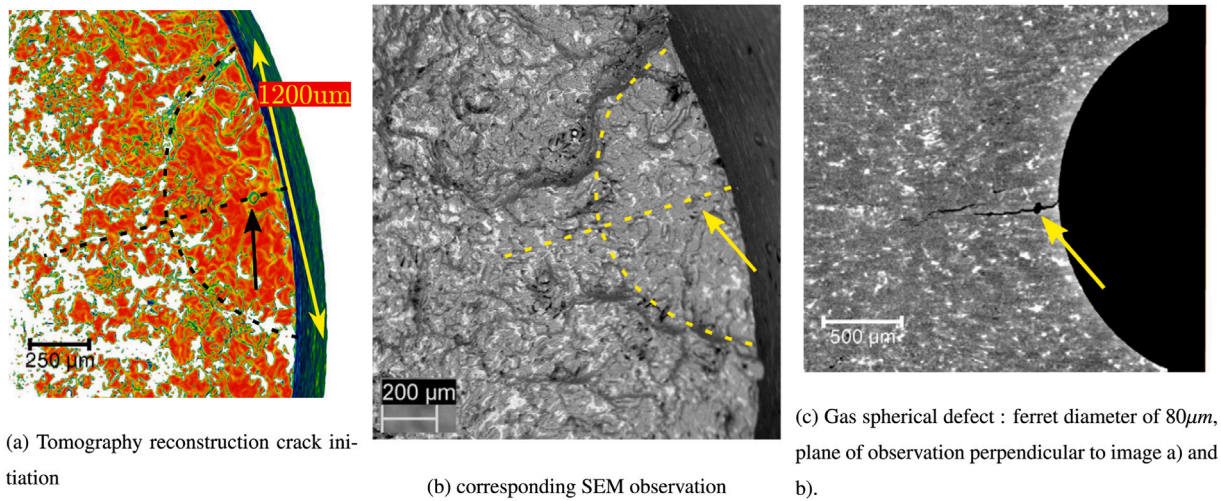 1200um
250 μm
(a) Tomography reconstruction crack ini-
tiation
200 μm
(b) corresponding SEM observation
500 μm
(c) Gas spherical defect : ferret diameter of 80μm,
plane of observation perpendicular to image a) and
b).